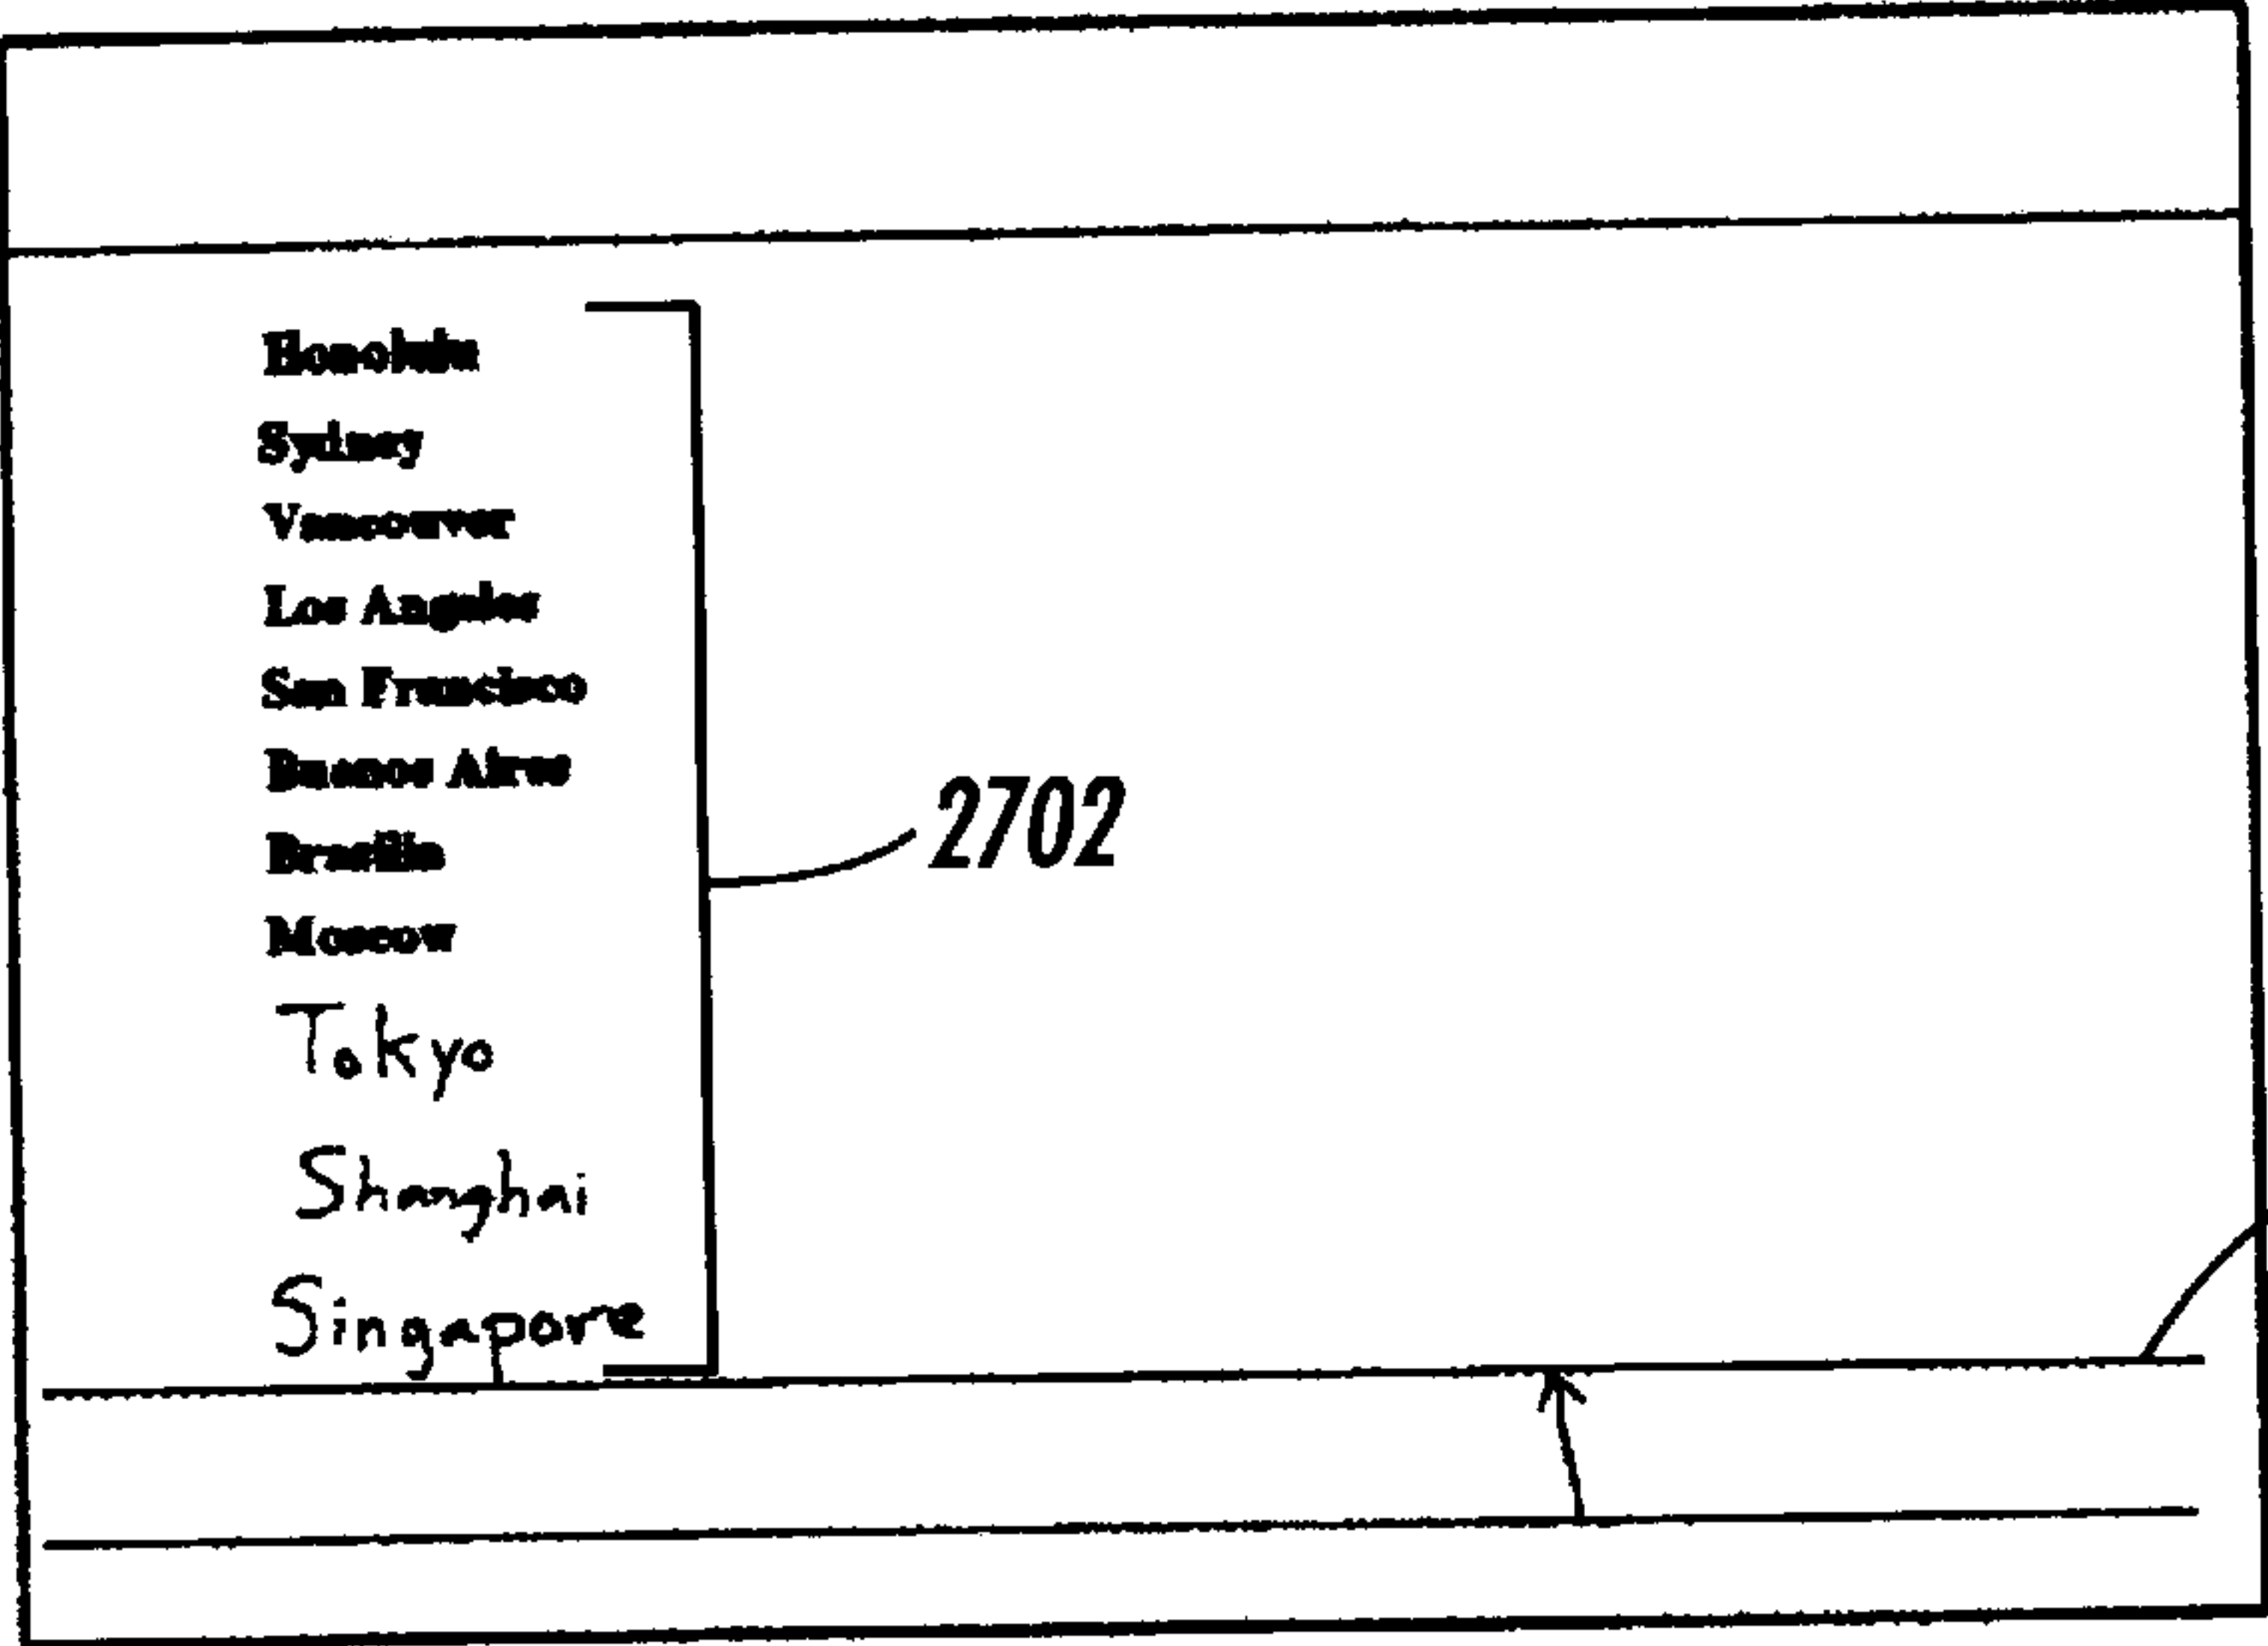 Honolulu
Sydney
Vancouver
Los Angeles
San Francisco
Buenos Aires
Brasilia
Moscow
2702
Tokyo
Shanghai
Singapore